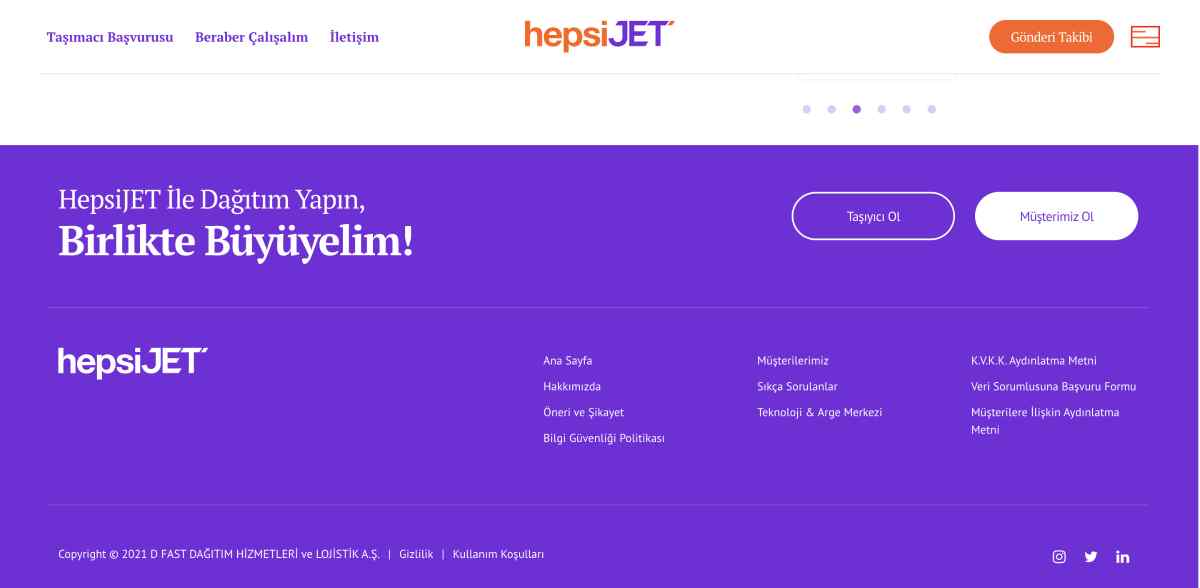 Taşımacı Başvurusu Beraber Çalışalım İletişim hepsiJET Gönderi Takibi
HepsiJET İle Dağıtım Yapın,
Birlikte Büyüyelim!
Taşıyıcı Ol Müşterimiz Ol
hepsiJET
Ana Sayfa
Hakkımızda
Öneri ve Şikayet
Bilgi Güvenliği Politikası
Müşterilerimiz
Sıkça Sorulanlar
Teknoloji & Arge Merkezi
K.V.K.K. Aydınlatma Metni
Veri Sorumlusuna Başvuru Formu
Müşterilere İlişkin Aydınlatma
Metni
Copyright © 2021 D FAST DAĞITIM HİZMETLERİ ve LOJİSTİK A.Ş. | Gizlilik | Kullanım Koşulları